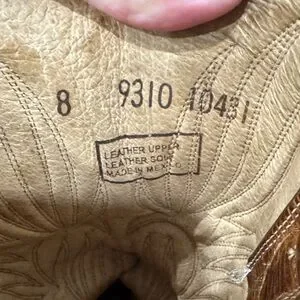 8 9310 10431
LEATHER UPPER
LEATHER SOLE
MADE IN MEXICO